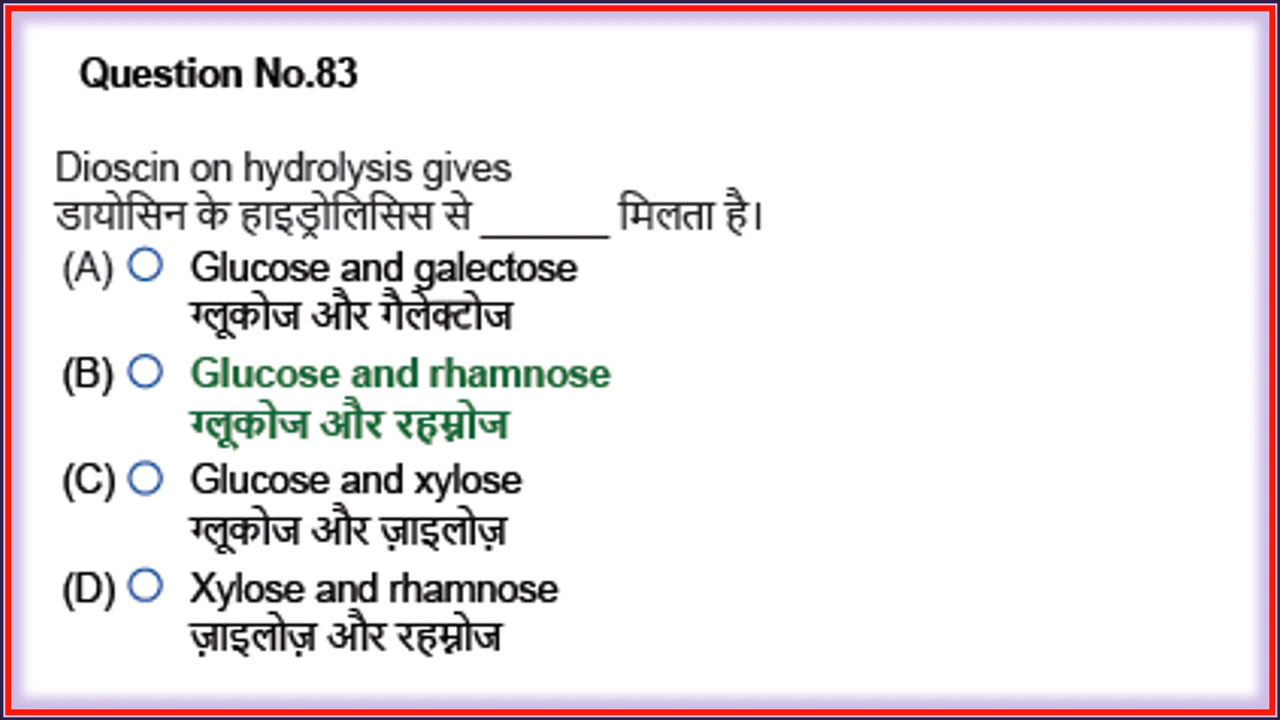 Question No.83
Dioscin on hydrolysis gives
डायोसिन के हाइड्रोलिसिस से ______ मिलता है।
(A) Glucose and galectose
ग्लूकोज और गैलेक्टोज
(B) Glucose and rhamnose
ग्लूकोज और रहम्नोज
(C) Glucose and xylose
ग्लूकोज और ज़ाइलोज़
(D) Xylose and rhamnose
ज़ाइलोज़ और रहम्नोज